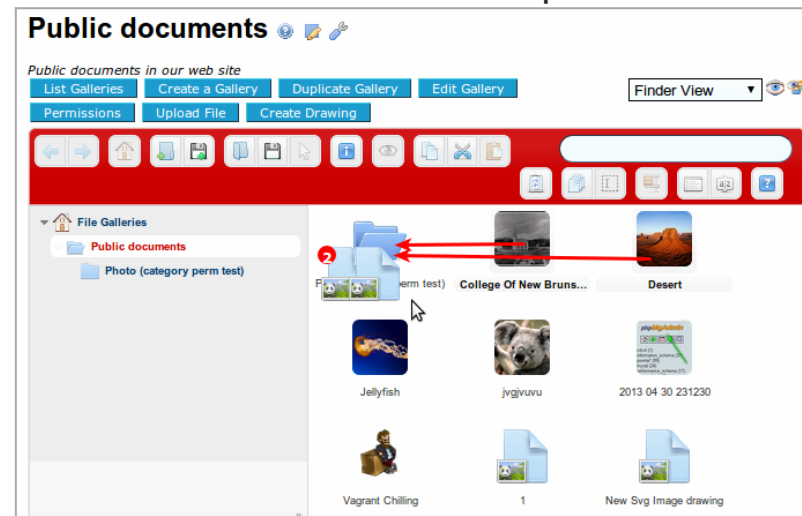 Public documents
Public documents in our web site
List Galleries Create a Gallery Duplicate Gallery Edit Gallery
Finder View
Permissions Upload File Create Drawing
File Galleries
Public documents
Photo (category perm test)
2
P erm test)
College Of New Bruns...
Desert
Jellyfish
jvgjvuvu
2013 04 30 231230
Vagrant Chilling
1
New Svg Image drawing